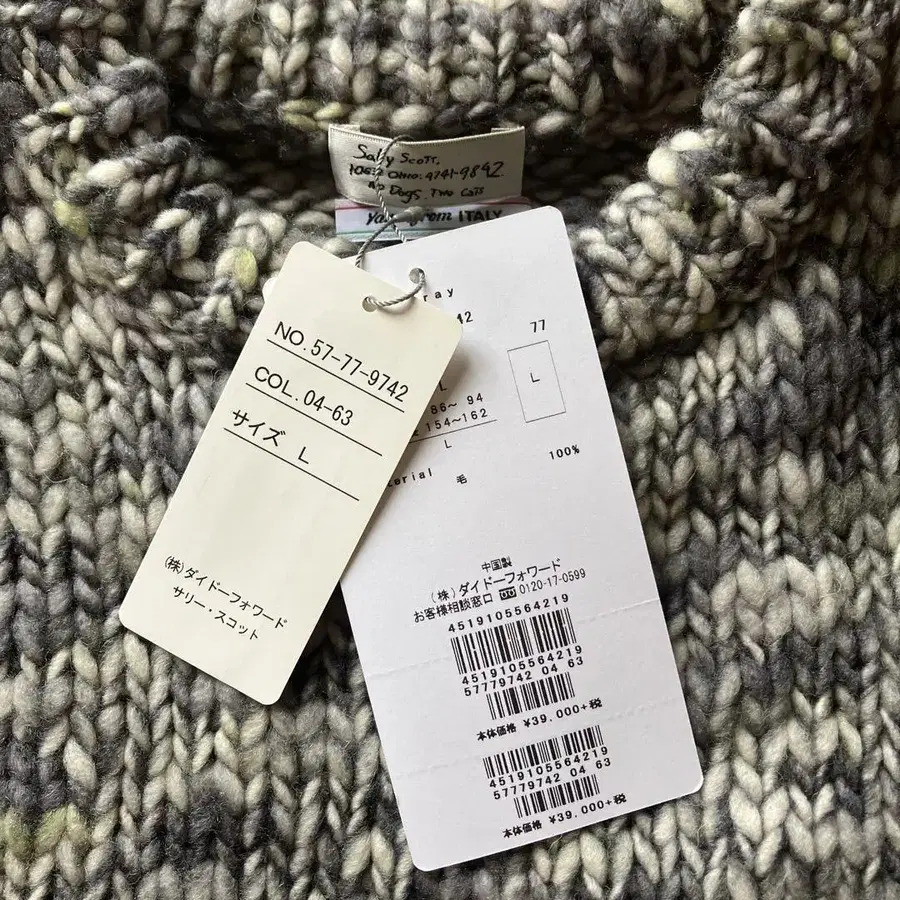 Sally Scott.
9741-9892
No Dogs. Two Cats
from ITALY
NO. 57-77-9742
COL. 04-63
サイズ L
(株)ダイドーフォワード
サリー・スコット
ray
42
77
L
L
86~ 94
154~162
L
erial 毛 100%
中国製
(株)ダイドーフォワード
お客様相談窓口 0120-17-0599
4519105564219
4519105564219
57779742 04 63
本体価格 ¥39,000+税
4519105564219
57779742 04 63
本体価格 ¥39,000+税